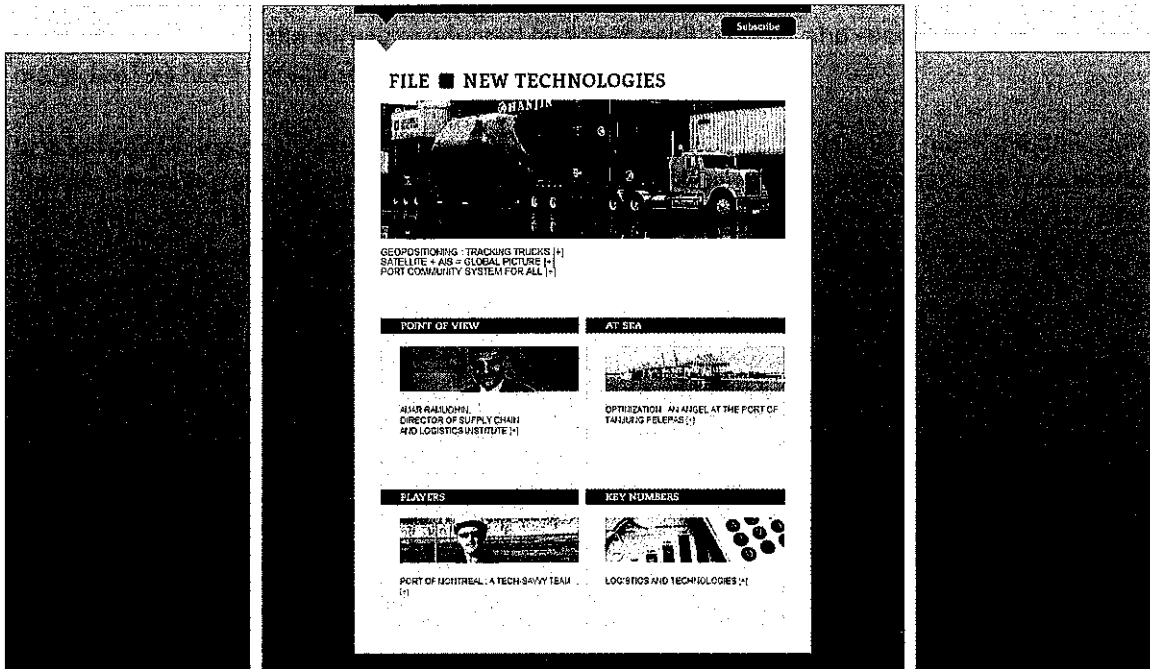 Subscribe
FILE ■ NEW TECHNOLOGIES
HANJIN
GEOPOSITIONING : TRACKING TRUCKS [+]
SATELLITE + AIS = GLOBAL PICTURE [+]
PORT COMMUNITY SYSTEM FOR ALL [+]
POINT OF VIEW
DIRECTOR OF SUPPLY CHAIN
AND LOGISTICS INSTITUTE [+]
AT SEA
OPTIMIZATION : AN ANGEL AT THE PORT OF
TANJUNG PELEPAS [+]
PLAYERS
PORT OF MONTREAL : A TECH-SAVVY TEAM
[+]
KEY NUMBERS
LOGISTICS AND TECHNOLOGIES [+]